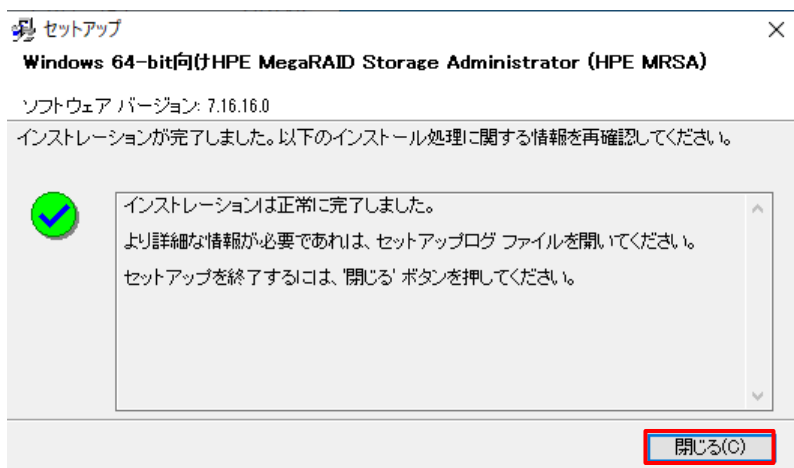 セットアップ
Windows 64-bit向けHPE MegaRAID Storage Administrator (HPE MRSA)
ソフトウェア バージョン: 7.16.16.0
インストレーションが完了しました。以下のインストール処理に関する情報を再確認してください。
インストレーションは正常に完了しました。
より詳細な情報が必要であれは、セットアップログ ファイルを開いてください。
セットアップを終了するには、'閉じる' ボタンを押してください。
閉じる(C)